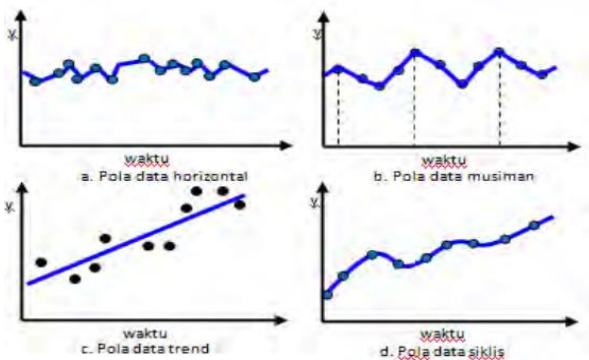 y
waktu
a. Pola data horizontal
y
waktu
b. Pola data musiman
y
waktu
c. Pola data trend
y
waktu
d. Pola data siklis